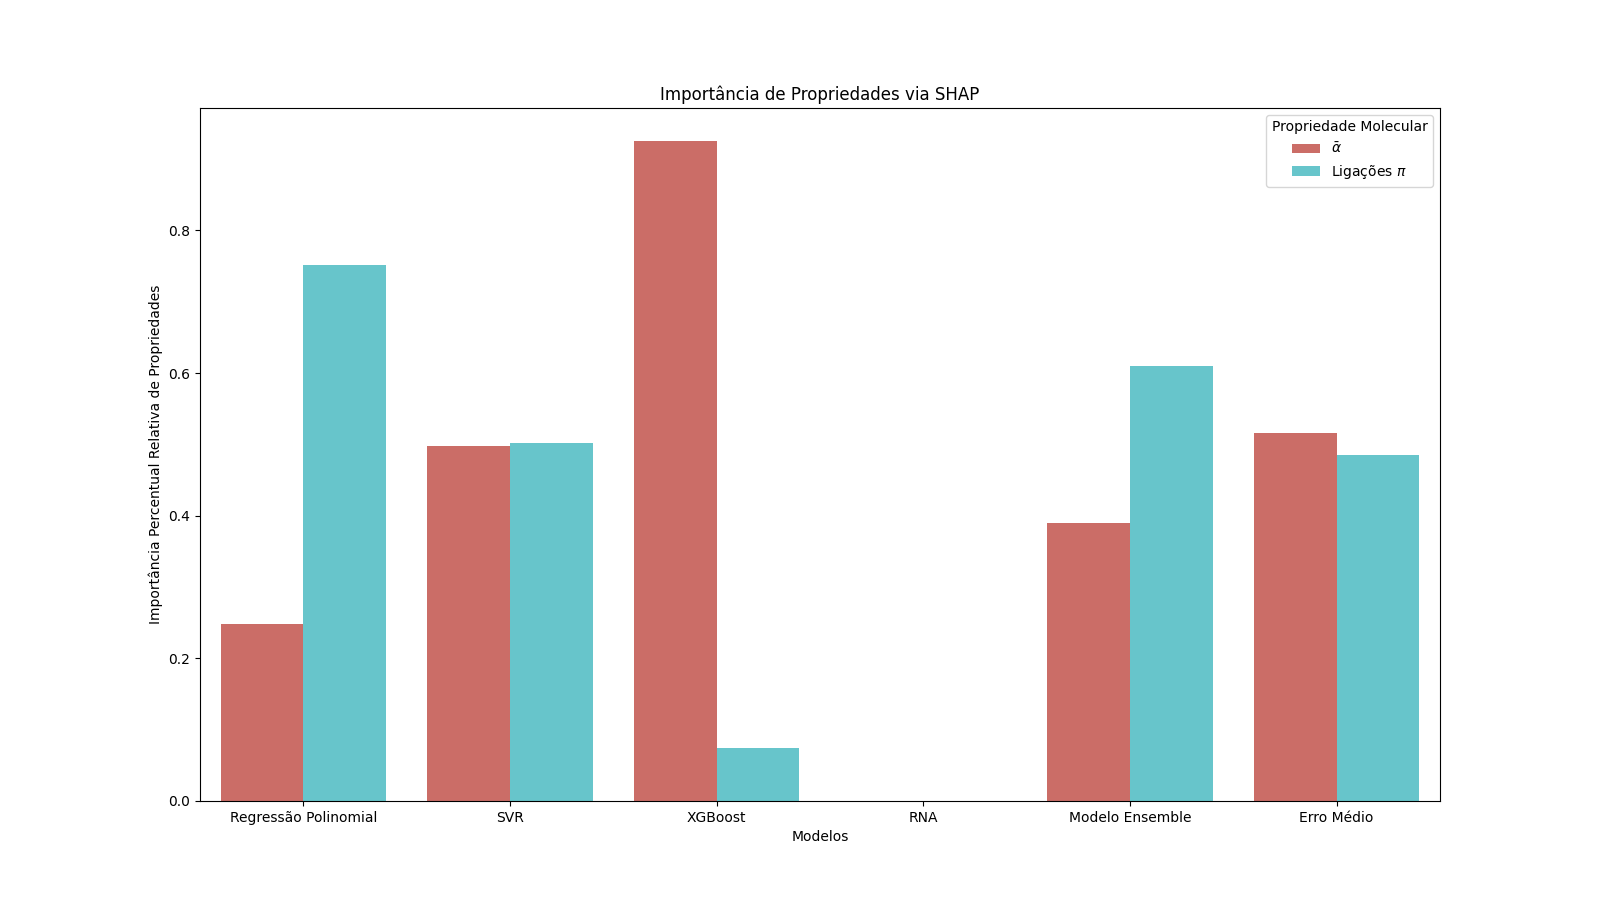 Importância de Propriedades via SHAP
Propriedade Molecular
ᾱ
Ligações π
Importância Percentual Relativa de Propriedades
0.8
0.6
0.4
0.2
0.0
Regressão Polinomial
SVR
XGBoost
RNA
Modelo Ensemble
Erro Médio
Modelos